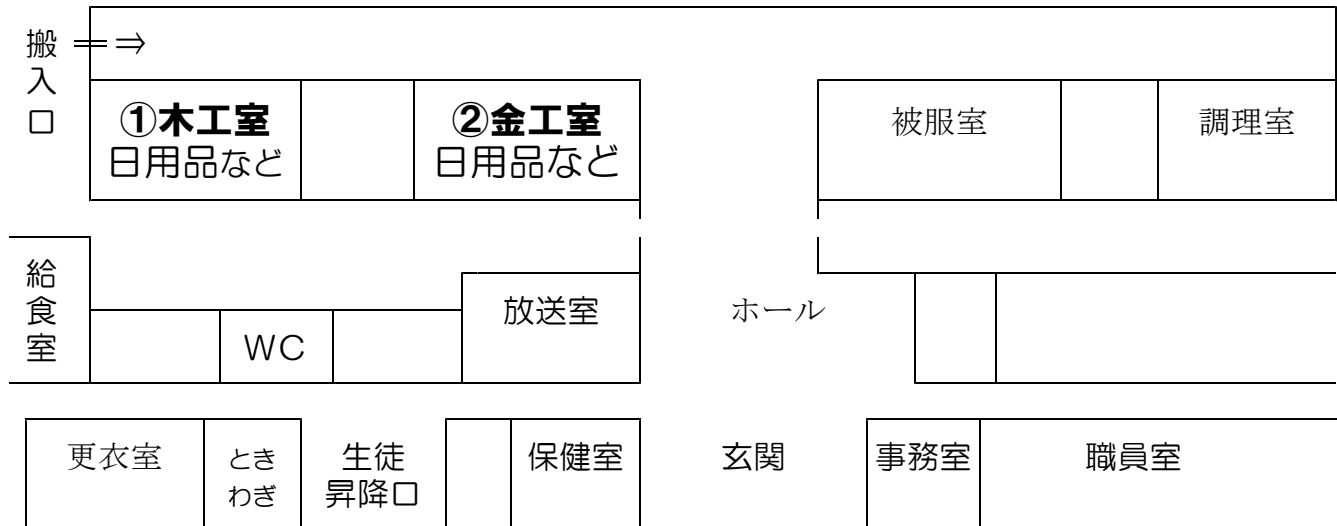 搬入口
⇒
①木工室
日用品など
②金工室
日用品など
被服室
調理室
給食室
WC
放送室
ホール
更衣室
とき
わぎ
生徒
昇降口
保健室
玄関
事務室
職員室